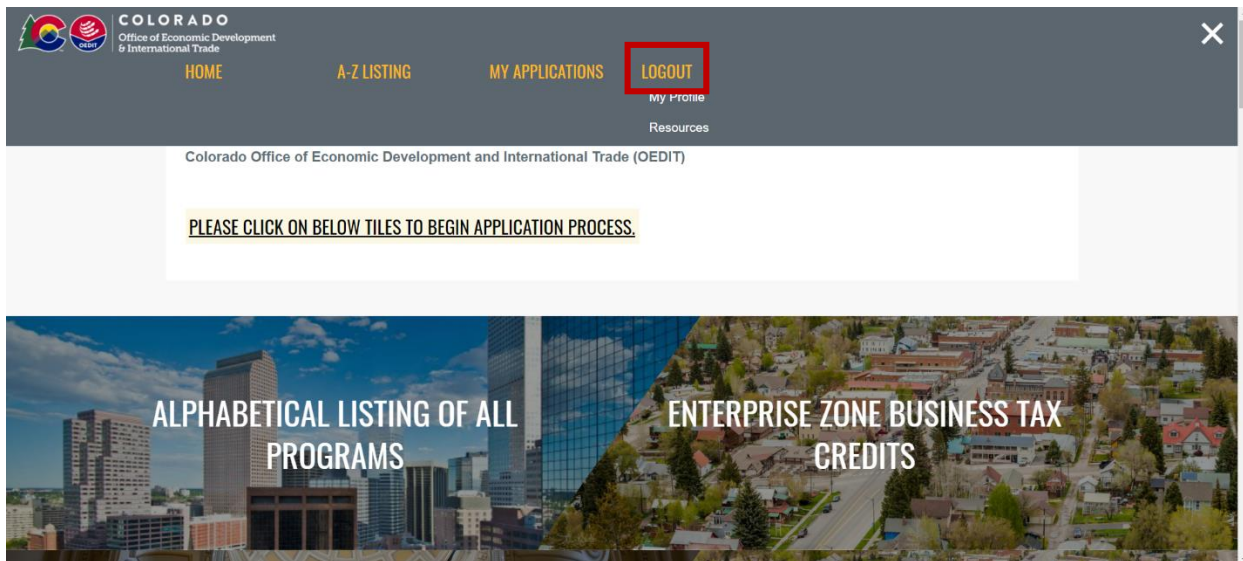 COLORADO
Office of Economic Development
& International Trade
OEDIT
HOME
A-Z LISTING
MY APPLICATIONS
LOGOUT
My Profile
Resources
Colorado Office of Economic Development and International Trade (OEDIT)
PLEASE CLICK ON BELOW TILES TO BEGIN APPLICATION PROCESS.
ALPHABETICAL LISTING OF ALL
PROGRAMS
ENTERPRISE ZONE BUSINESS TAX
CREDITS